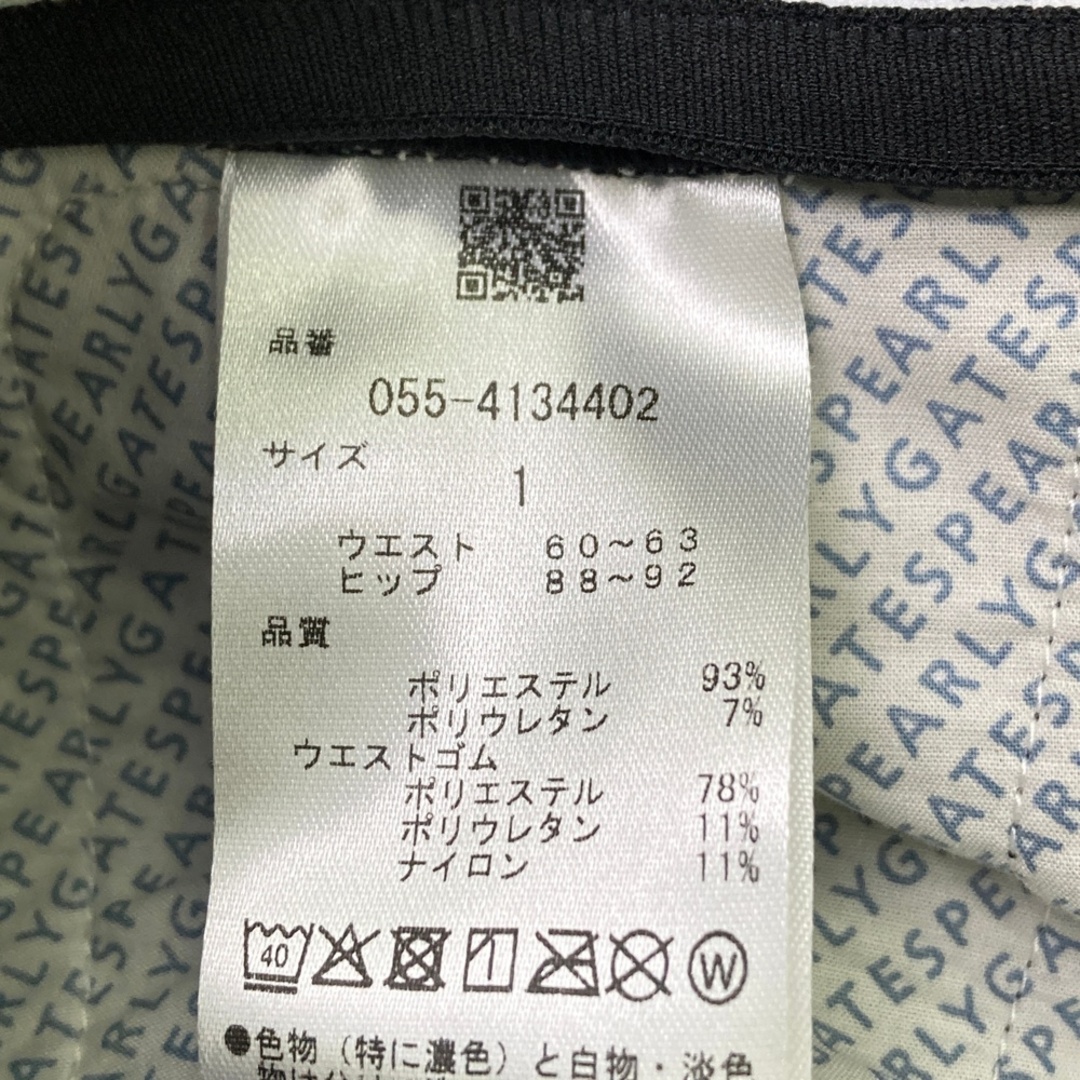 品番
055-4134402
サイズ
1
ウエスト 60~63
ヒップ 88~92
品質
ポリエステル 93%
ポリウレタン 7%
ウエストゴム
ポリエステル 78%
ポリウレタン 11%
ナイロン 11%
40
W
●色物(特に濃色)と白物・淡色
PEARLYGATES